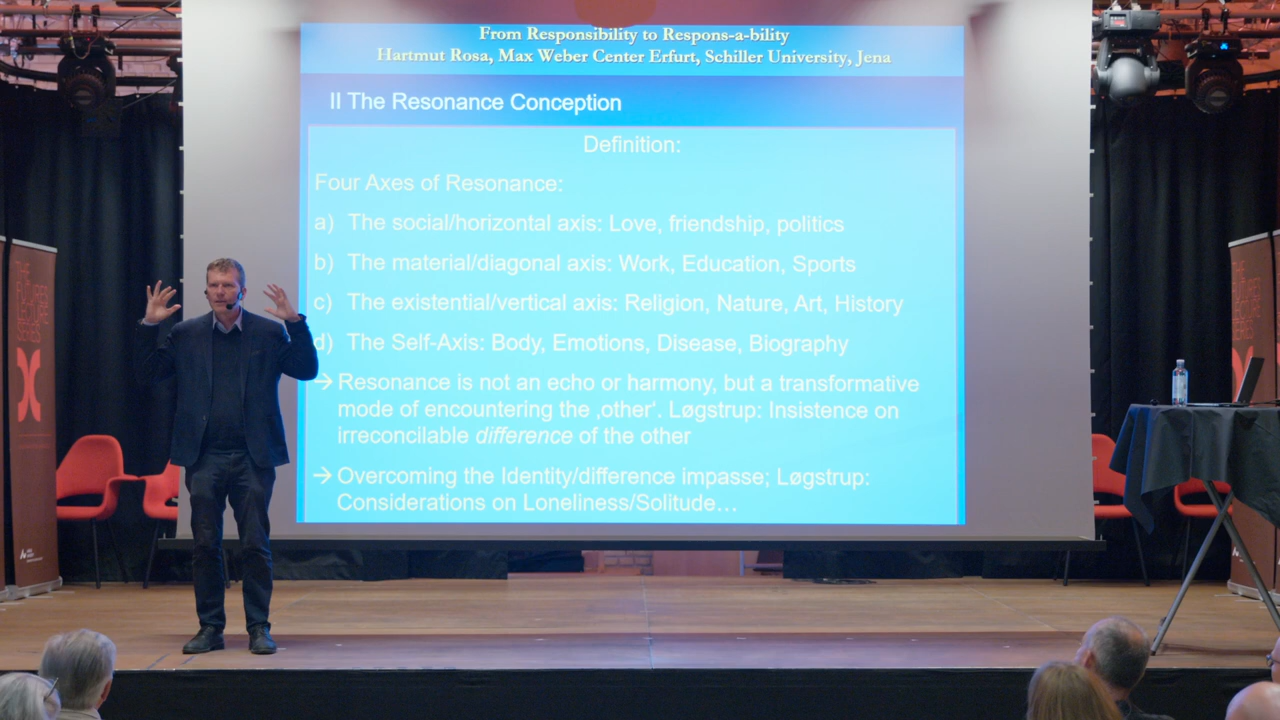 From Responsibility to Respons-a-bility
Hartmut Rosa, Max Weber Center Erfurt, Schiller University, Jena
II The Resonance Conception
Definition:
Four Axes of Resonance:
a) The social/horizontal axis: Love, friendship, politics
b) The material/diagonal axis: Work, Education, Sports
c) The existential/vertical axis: Religion, Nature, Art, History
d) The Self-Axis: Body, Emotions, Disease, Biography
→ Resonance is not an echo or harmony, but a transformative
mode of encountering the ‚other‘. Løgstrup: Insistence on
irreconcilable difference of the other
→ Overcoming the Identity/difference impasse; Løgstrup:
Considerations on Loneliness/Solitude…